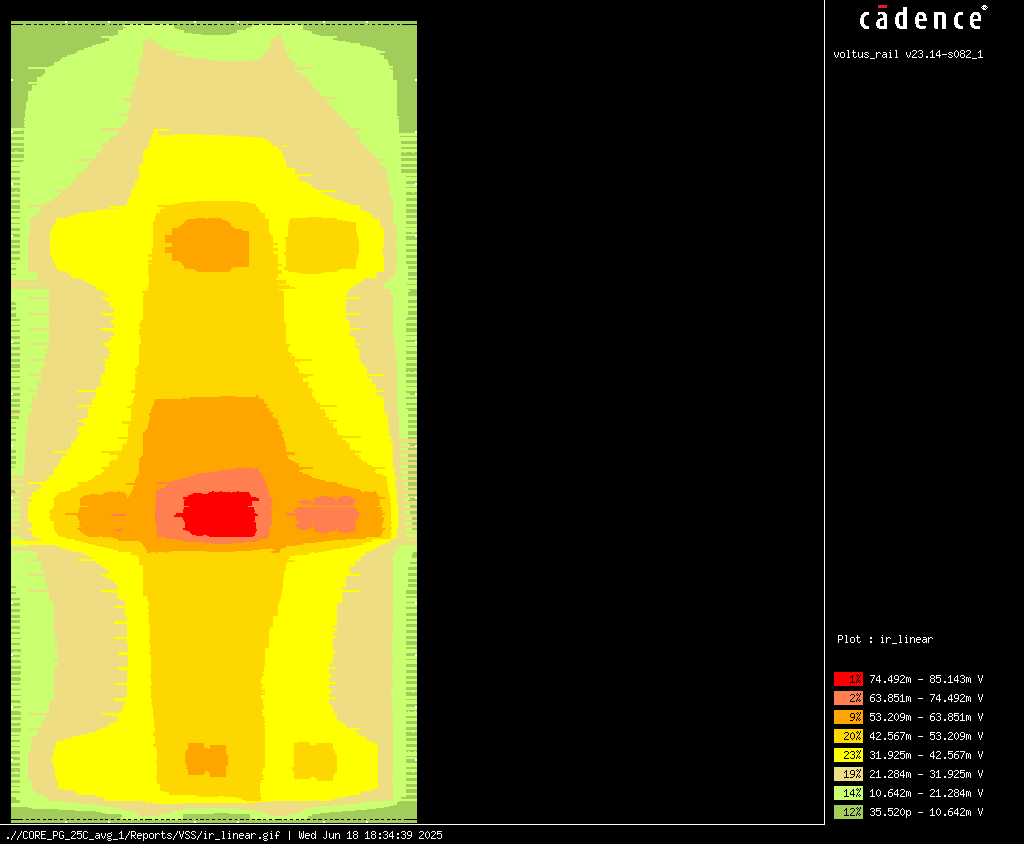 cādence®
voltus_rail v23.14-s082_1
Plot : ir_linear
1% 74.492m - 85.143m V
2% 63.851m - 74.492m V
9% 53.209m - 63.851m V
20% 42.567m - 53.209m V
23% 31.925m - 42.567m V
19% 21.284m - 31.925m V
14% 10.642m - 21.284m V
12% 35.520p - 10.642m V
.//CORE_PG_25C_avg_1/Reports/VSS/ir_linear.gif | Wed Jun 18 18:34:39 2025